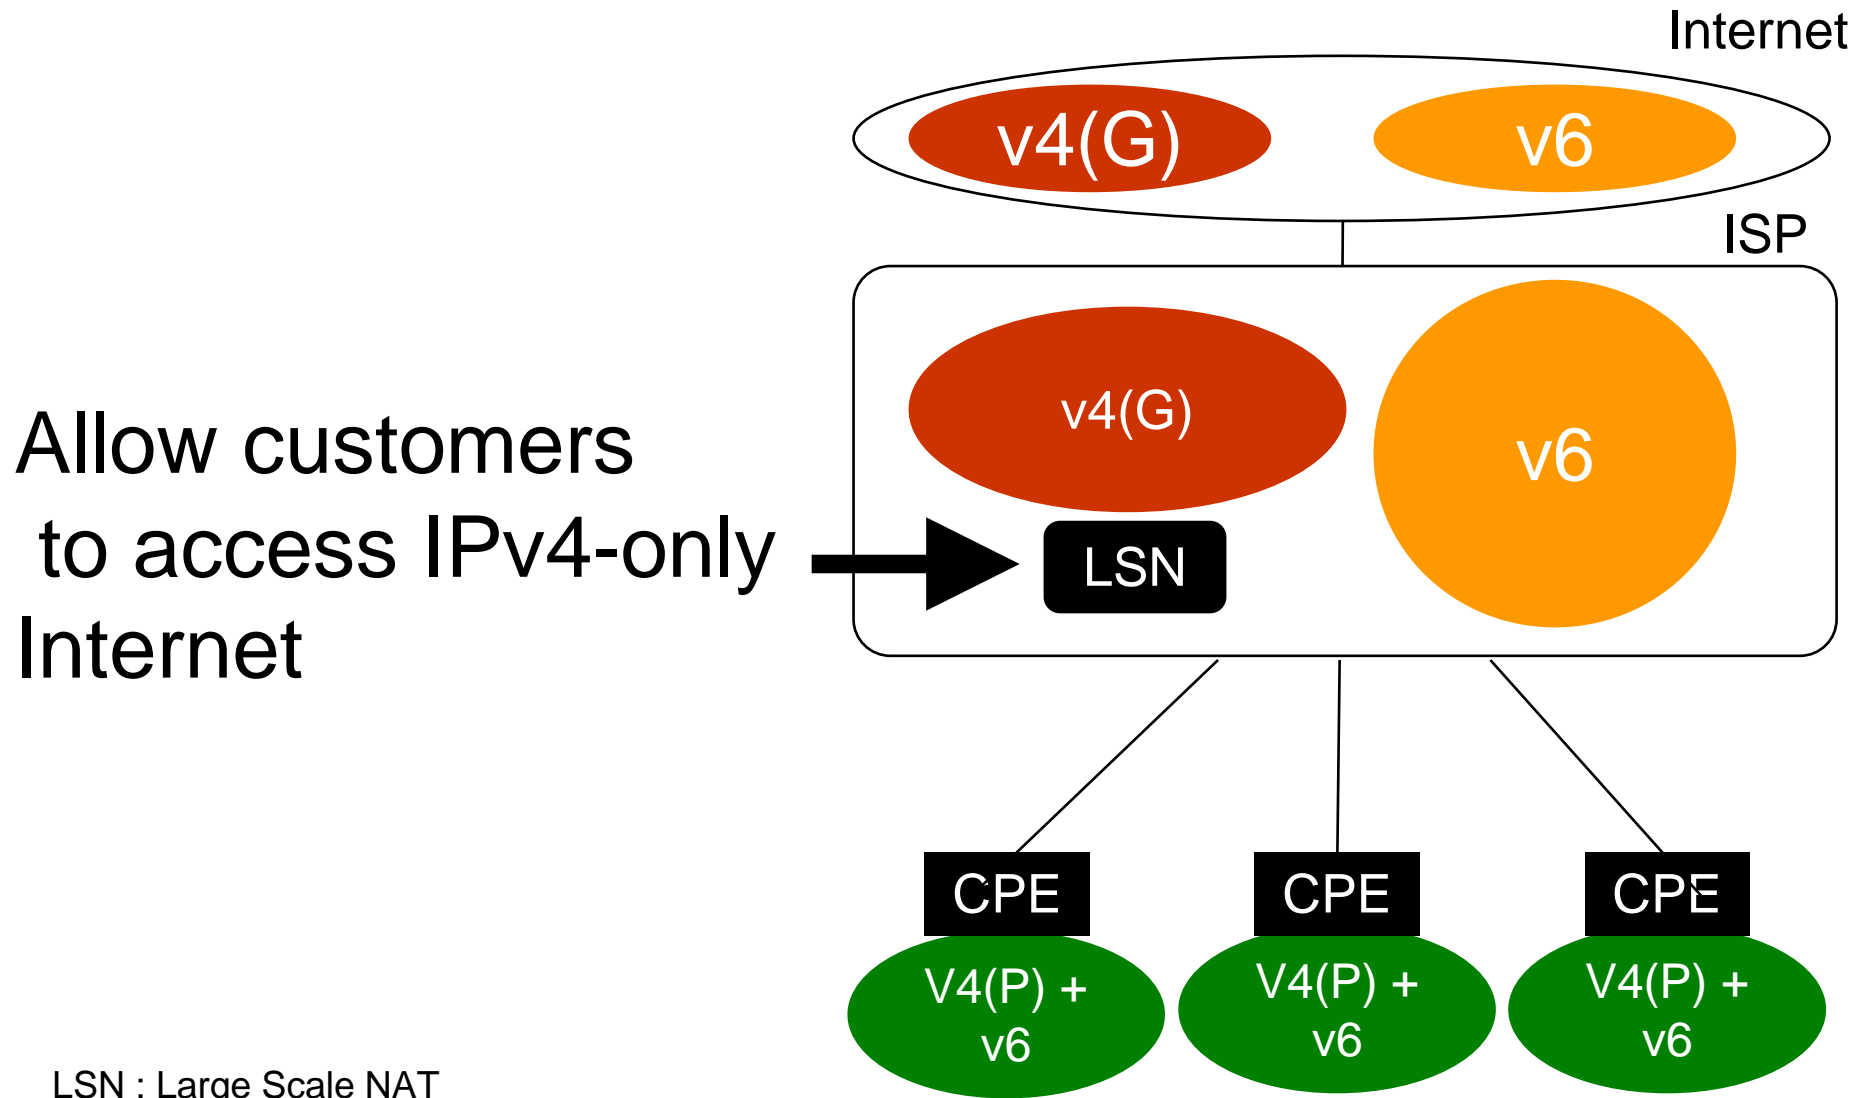 Internet
v4(G)
v6
ISP
v4(G)
v6
Allow customers
to access IPv4-only
Internet
LSN
CPE
CPE
CPE
V4(P) +
v6
V4(P) +
v6
V4(P) +
v6
LSN : Large Scale NAT